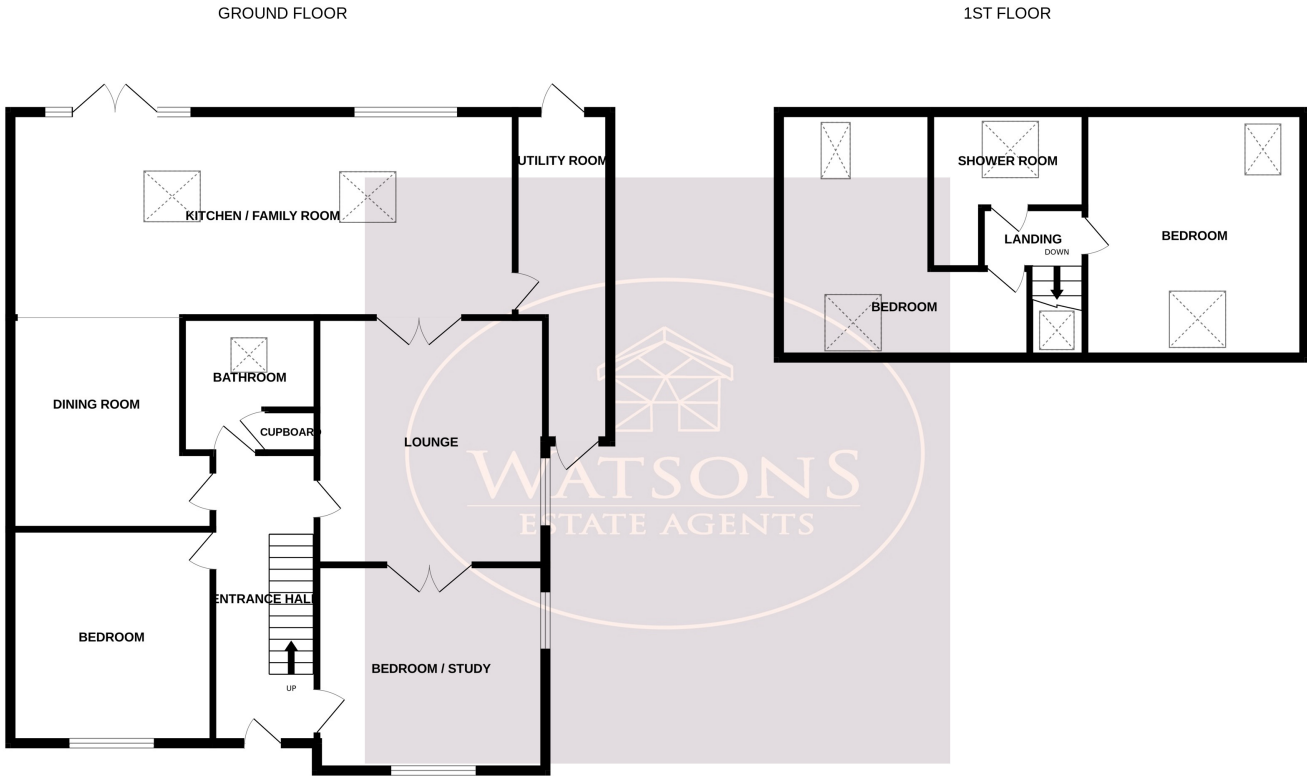 GROUND FLOOR
1ST FLOOR
UTILITY ROOM
KITCHEN / FAMILY ROOM
SHOWER ROOM
LANDING
DOWN
BEDROOM
BEDROOM
BATHROOM
DINING ROOM
CUPBOARD
LOUNGE
WATSONS
ESTATE AGENTS
ENTRANCE HALL
BEDROOM
BEDROOM / STUDY
UP